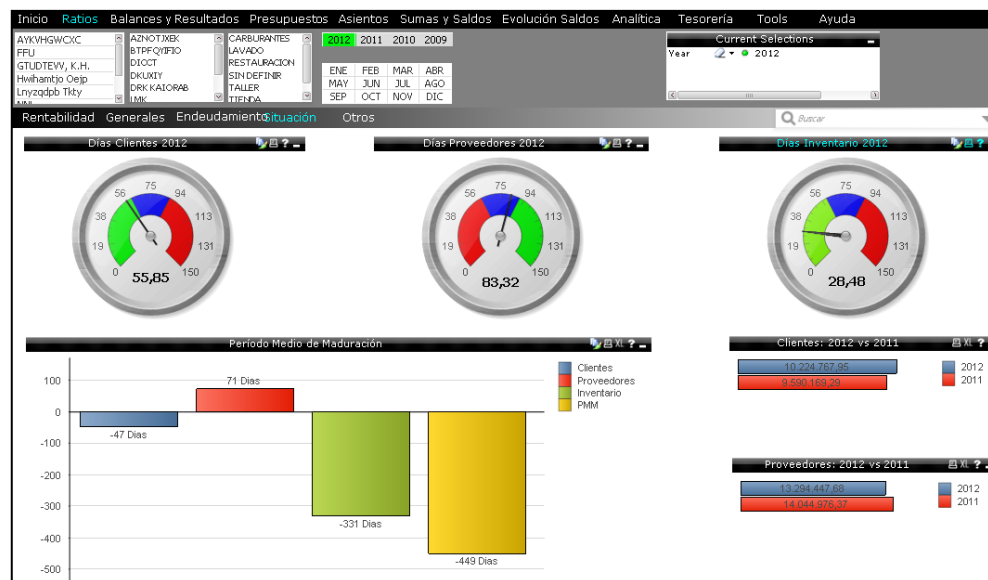 Inicio Ratios Balances y Resultados Presupuestos Asientos Sumas y Saldos Evolución Saldos Analítica Tesorería Tools Ayuda
AYKVHGWCXC
FFU
GTUDTEVV, K.H.
Hwihamtjo Oejp
Lnyzqdpb Tkty
AZNOTJXEK
BTPFQYIFIO
DICCT
DKUXIY
DRK KAIORAB
LMK
CARBURANTES
LAVADO
RESTAURACION
SIN DEFINIR
TALLER
TIENDA
2012 2011 2010 2009
ENE FEB MAR ABR
MAY JUN JUL AGO
SEP OCT NOV DIC
Current Selections
Year 2012
Rentabilidad Generales Endeudamiento Situación Otros
Buscar
Días Clientes 2012
0 19 38 56 75 94 113 131 150
55,85
Días Proveedores 2012
0 19 38 56 75 94 113 131 150
83,32
Días Inventario 2012
0 19 38 56 75 94 113 131 150
28,48
Período Medio de Maduración
XL ?
100
0
-100
-200
-300
-400
-500
-47 Dias
71 Dias
-331 Dias
-449 Dias
Clientes
Proveedores
Inventario
PMM
Clientes: 2012 vs 2011
XL ?
10.224.767,95
9.590.169,29
2012
2011
Proveedores: 2012 vs 2011
XL ?
13.294.447,68
14.044.976,37
2012
2011